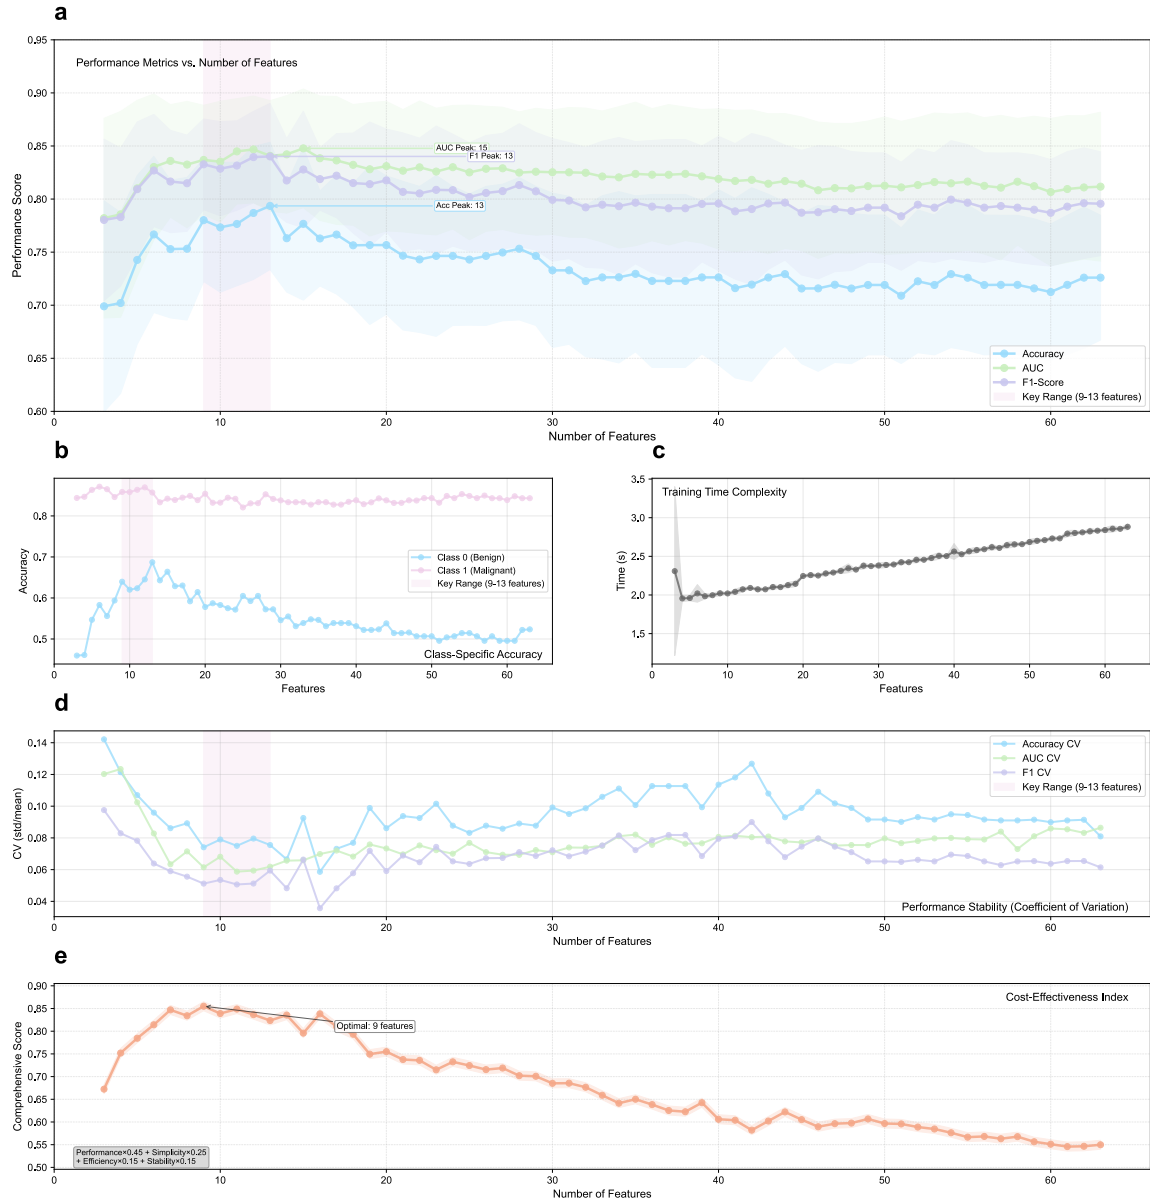 a
0.95
0.90
0.85
0.80
0.75
0.70
0.65
0.60
Performance Score
Performance Metrics vs. Number of Features
AUC Peak: 15
F1 Peak: 13
Acc Peak: 13
Accuracy
AUC
F1-Score
Key Range (9-13 features)
0 10 20 30 40 50 60
Number of Features
b
0.8
0.7
0.6
0.5
Accuracy
Class 0 (Benign)
Class 1 (Malignant)
Key Range (9-13 features)
Class-Specific Accuracy
0 10 20 30 40 50 60
Features
c
3.5
3.0
2.5
2.0
1.5
Time (s)
Training Time Complexity
0 10 20 30 40 50 60
Features
d
0.14
0.12
0.10
0.08
0.06
0.04
CV (std/mean)
Accuracy CV
AUC CV
F1 CV
Key Range (9-13 features)
Performance Stability (Coefficient of Variation)
0 10 20 30 40 50 60
Number of Features
e
0.90
0.85
0.80
0.75
0.70
0.65
0.60
0.55
0.50
Comprehensive Score
Cost-Effectiveness Index
Optimal: 9 features
Performance×0.45 + Simplicity×0.25
+ Efficiency×0.15 + Stability×0.15
0 10 20 30 40 50 60
Number of Features